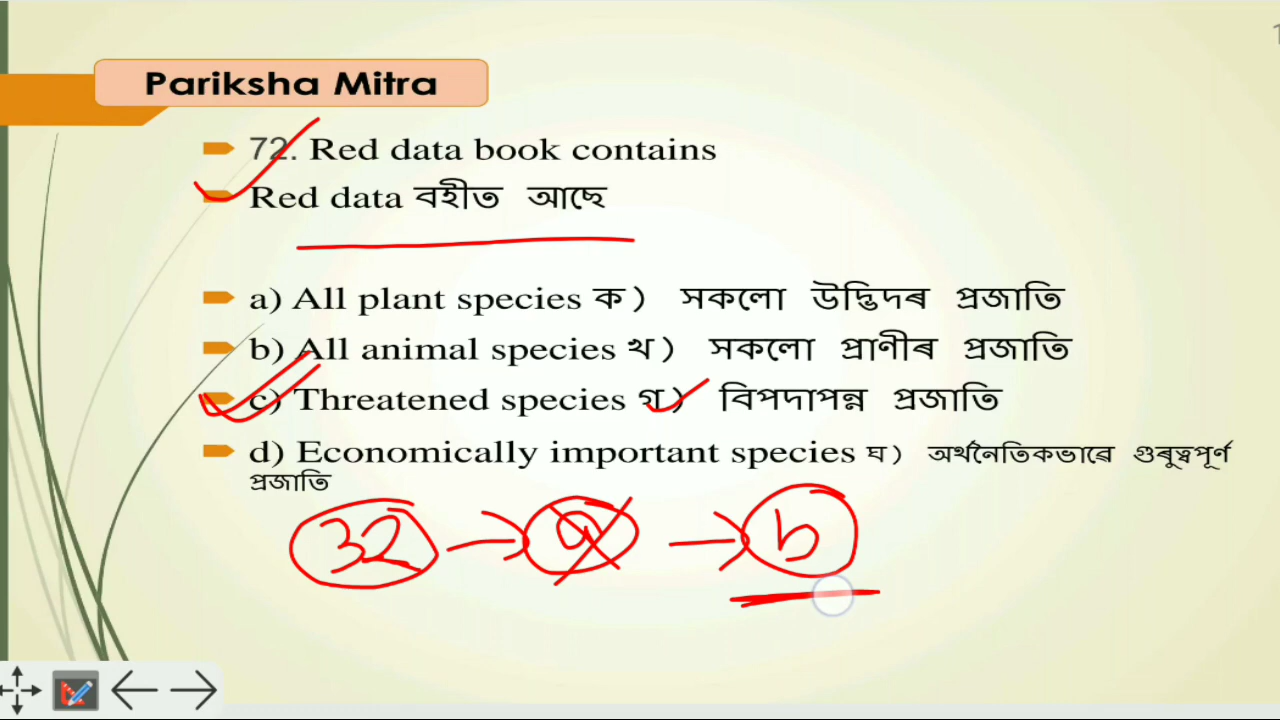 Pariksha Mitra
72. Red data book contains
Red data বহীত আছে
a) All plant species ক) সকলো উদ্ভিদৰ প্ৰজাতি
b) All animal species খ) সকলো প্ৰাণীৰ প্ৰজাতি
c) Threatened species গ) বিপদাপন্ন প্ৰজাতি
d) Economically important species ঘ) অৰ্থনৈতিকভাৱে গুৰুত্বপূৰ্ণ
প্ৰজাতি
32 → a → b